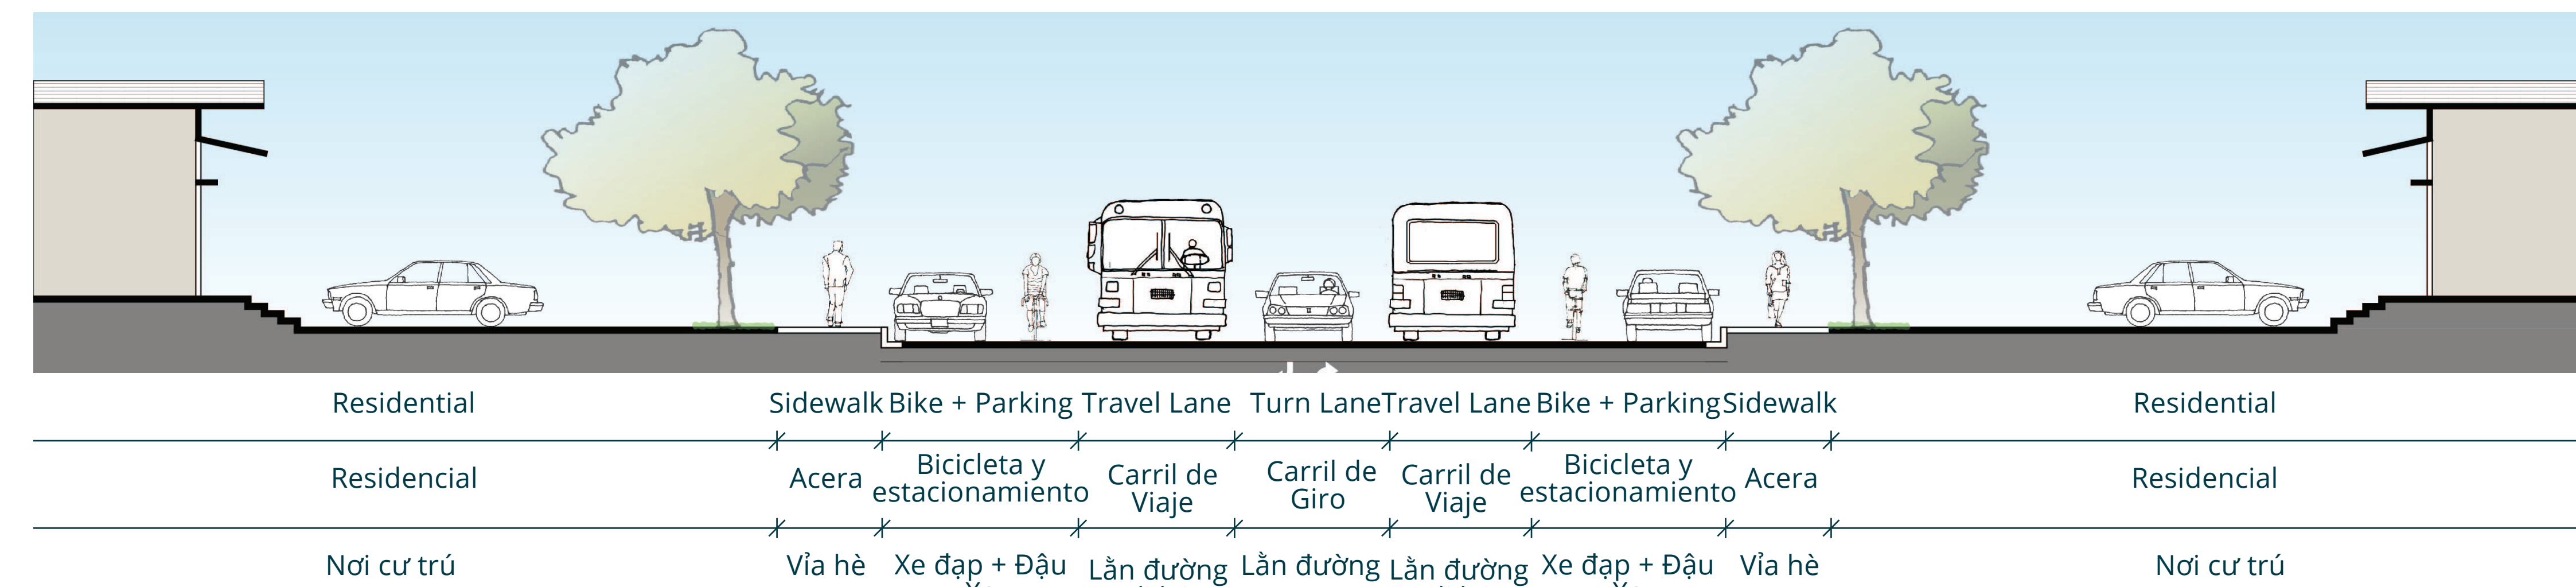 Residential Sidewalk Bike + Parking Travel Lane Turn Lane Travel Lane Bike + Parking Sidewalk Residential
Residencial Acera Bicicleta y estacionamiento Carril de Viaje Carril de Giro Carril de Viaje Bicicleta y estacionamiento Acera Residencial
Nơi cư trú Vỉa hè Xe đạp + Đậu Lằn đường Lằn đường Lằn đường Xe đạp + Đậu Vỉa hè Nơi cư trú